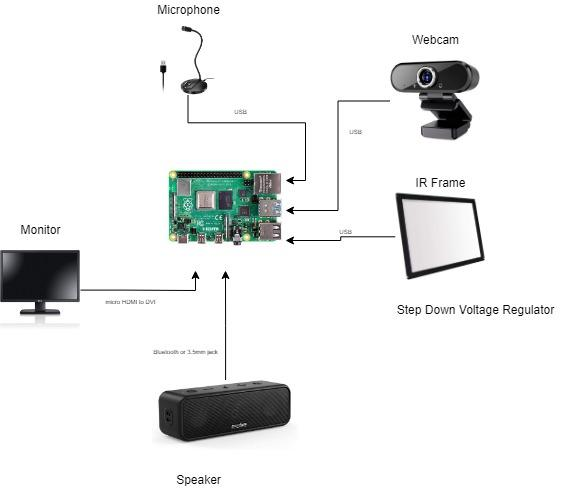 Microphone
Webcam
USB
USB
IR Frame
Monitor
USB
micro HDMI to DVI
Step Down Voltage Regulator
Bluetooth or 3.5mm jack
Speaker